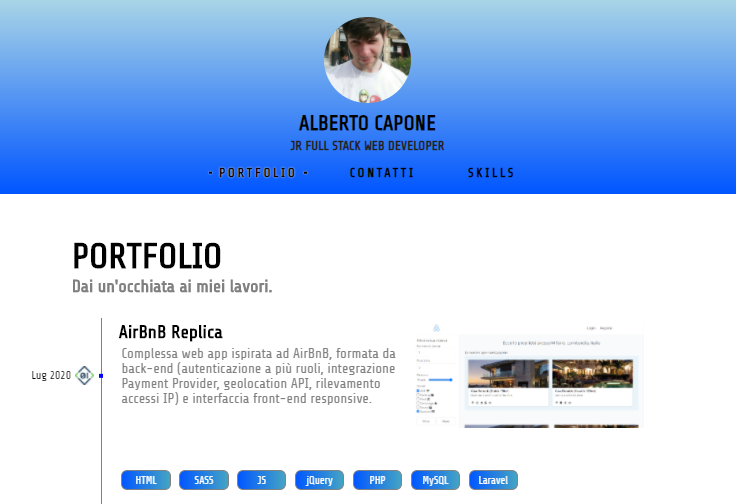 ALBERTO CAPONE
JR FULL STACK WEB DEVELOPER
- PORTFOLIO -
CONTATTI
SKILLS
PORTFOLIO
Dai un'occhiata ai miei lavori.
Lug 2020
AirBnB Replica
Complessa web app ispirata ad AirBnB, formata da
back-end (autenticazione a più ruoli, integrazione
Payment Provider, geolocation API, rilevamento
accessi IP) e interfaccia front-end responsive.
HTML
SASS
JS
jQuery
PHP
MySQL
Laravel